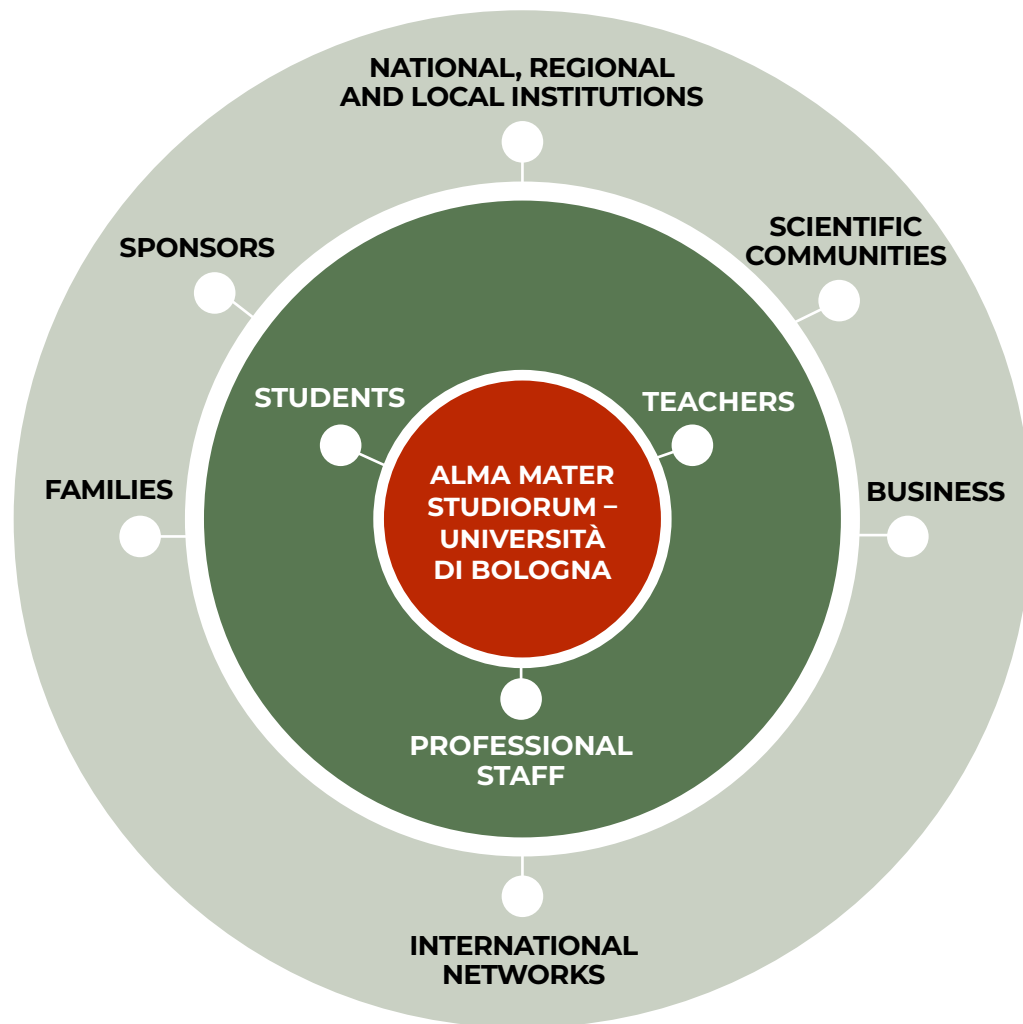 NATIONAL, REGIONAL
AND LOCAL INSTITUTIONS
SPONSORS
SCIENTIFIC
COMMUNITIES
STUDENTS
TEACHERS
FAMILIES
ALMA MATER
STUDIORUM –
UNIVERSITÀ
DI BOLOGNA
BUSINESS
PROFESSIONAL
STAFF
INTERNATIONAL
NETWORKS